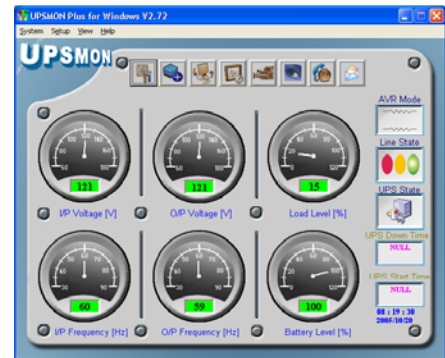 UPSMON Plus for Windows V2.72
System Setup View Help
UPSMON
AVR Mode
Line State
UPS State
UPS Down Time
NULL
UPS Start Time
NULL
08 : 19 : 30
2005/10/20
121
I/P Voltage [V]
121
O/P Voltage [V]
15
Load Level [%]
60
I/P Frequency [Hz]
59
O/P Frequency [Hz]
100
Battery Level [%]